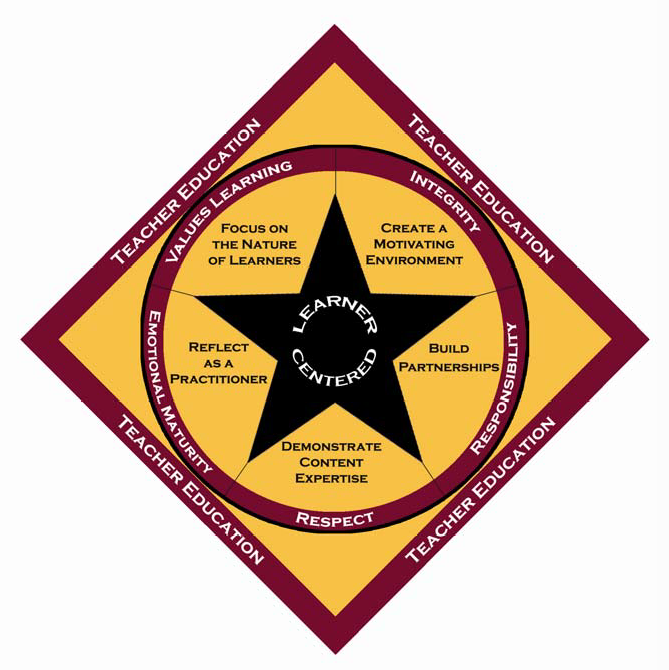 Teacher Education
Teacher Education
Values Learning
Integrity
Focus on
the Nature
of Learners
Create a
Motivating
Environment
Learner
Centered
Emotional Maturity
Reflect
as a
Practitioner
Build
Partnerships
Responsibility
Demonstrate
Content
Expertise
Respect
Teacher Education
Teacher Education